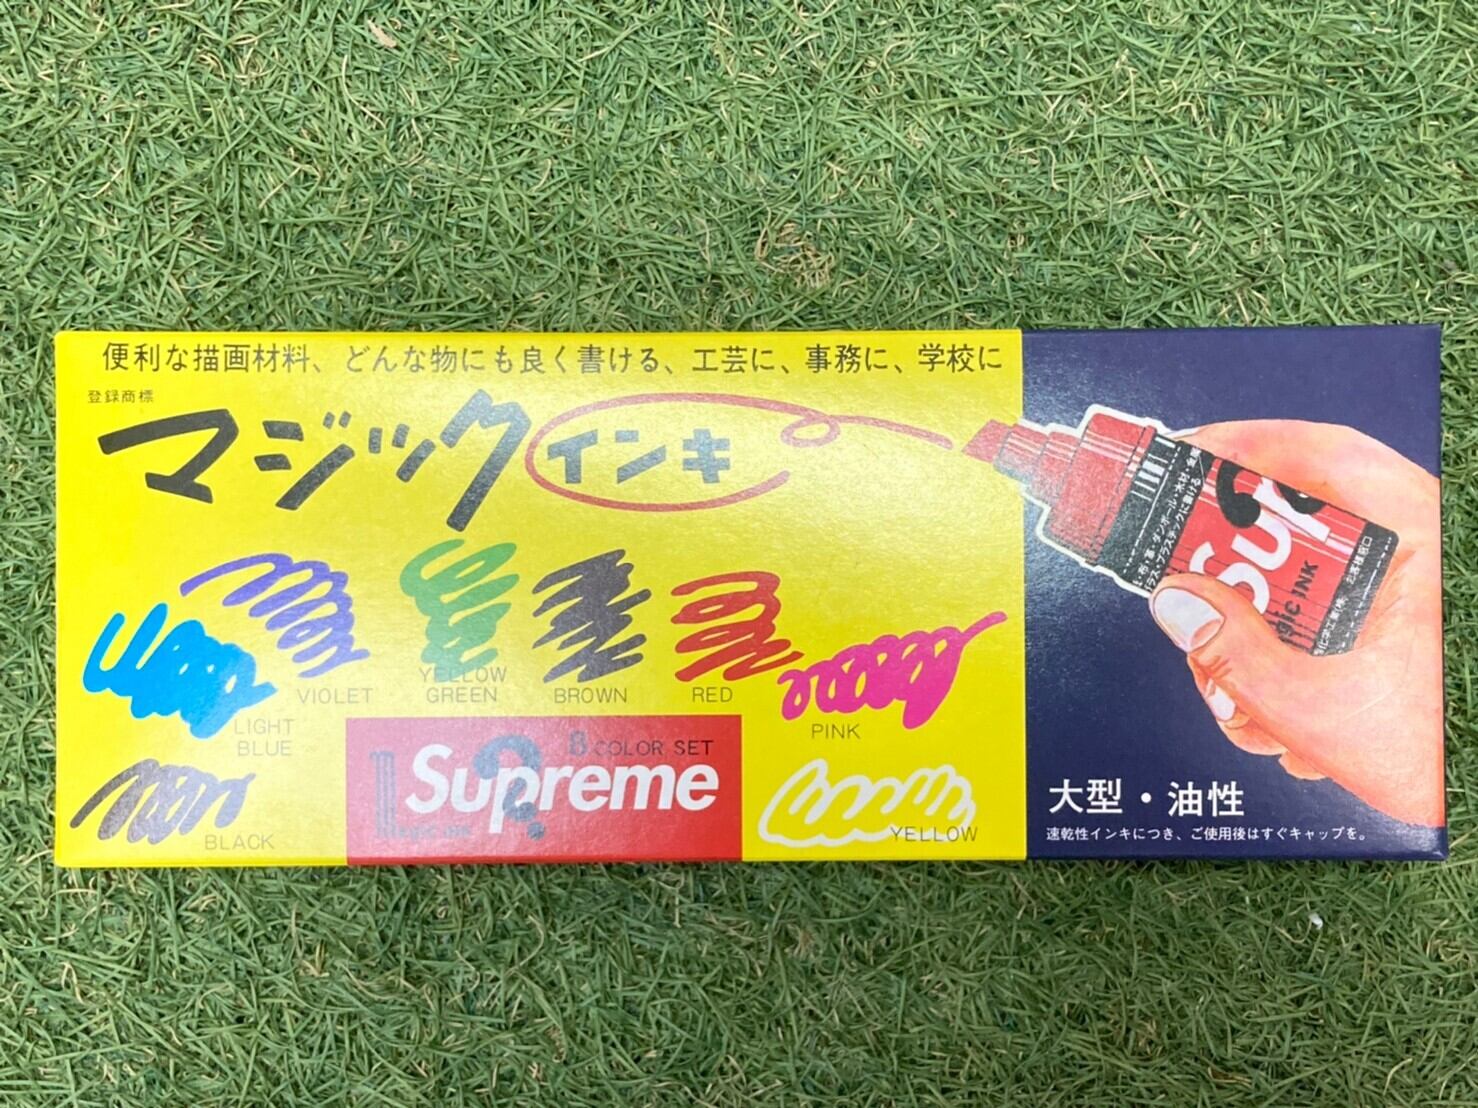 便利な描画材料、どんな物にも良く書ける、工芸に、事務に、学校に
登録商標
マジックインキ
VIOLET
YELLOW
GREEN
BROWN
RED
PINK
LIGHT
BLUE
8 COLOR SET
Supreme
BLACK
YELLOW
Sup
INK
大型・油性
速乾性インキにつき、ご使用後はすぐキャップを。